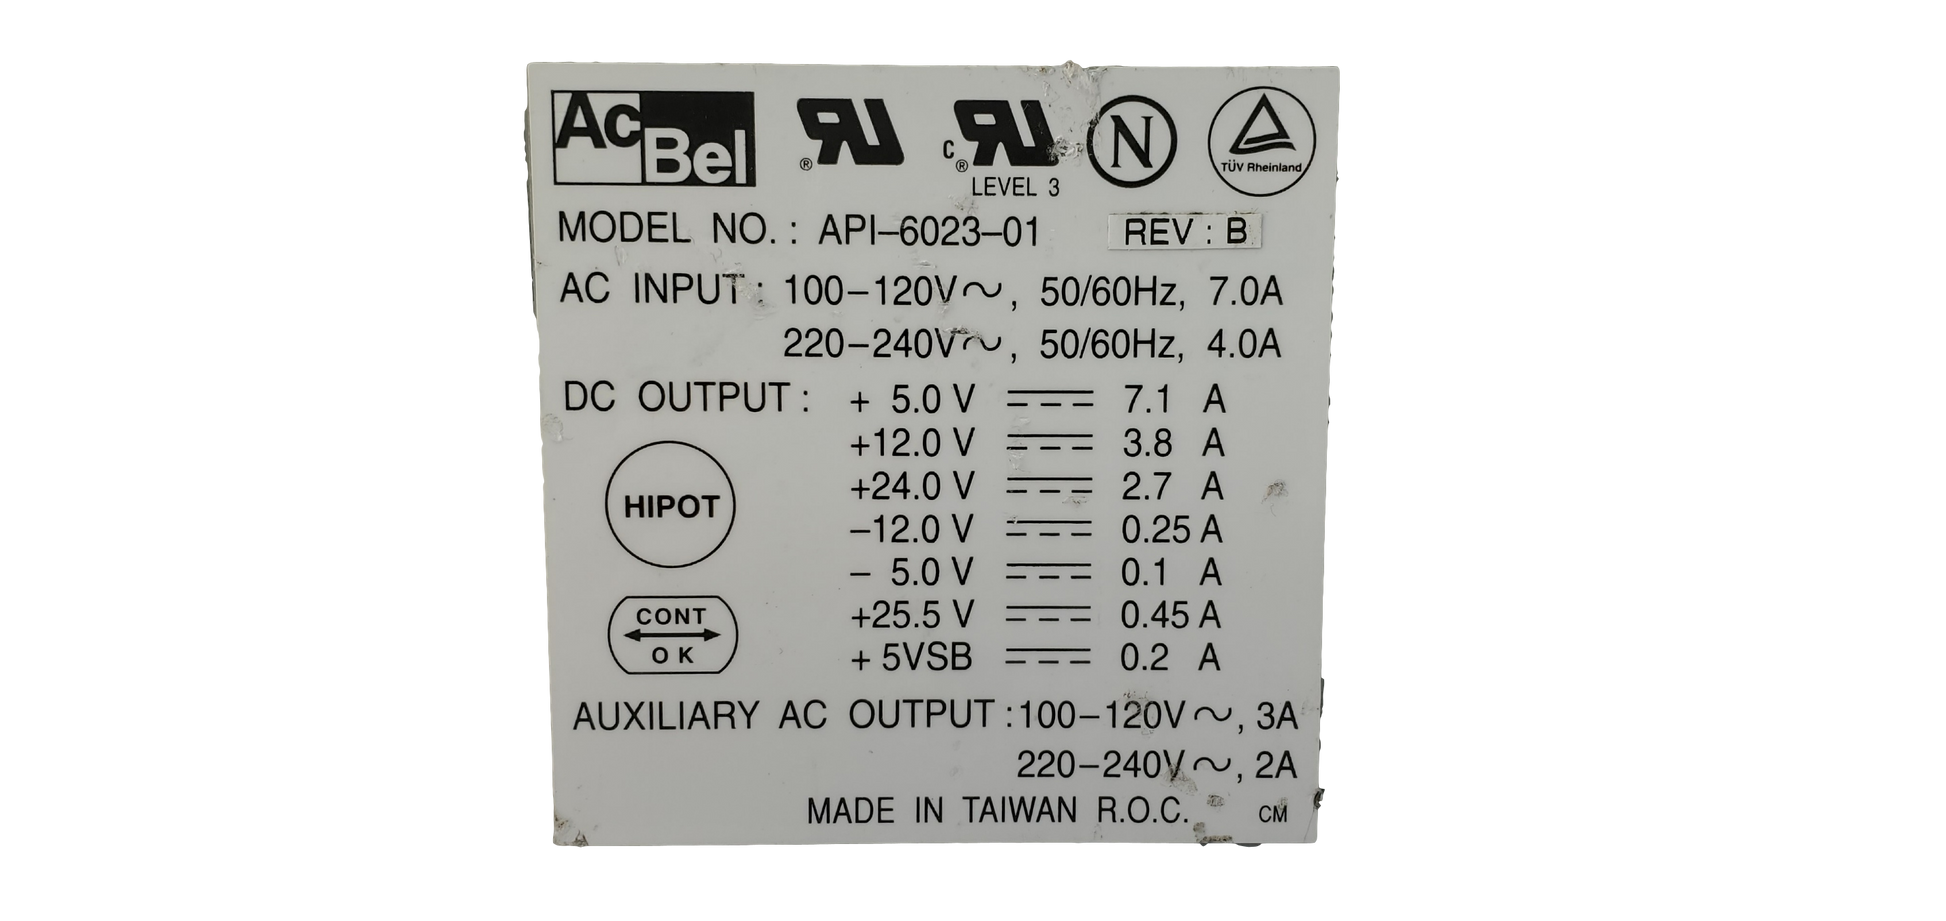 AcBel ® RU c ® RU N TÜV Rheinland
LEVEL 3
MODEL NO. : API–6023–01 REV : B
AC INPUT : 100–120V~, 50/60Hz, 7.0A
220–240V~, 50/60Hz, 4.0A
DC OUTPUT : + 5.0 V ⎓ 7.1 A
+12.0 V ⎓ 3.8 A
+24.0 V ⎓ 2.7 A
HIPOT
–12.0 V ⎓ 0.25 A
– 5.0 V ⎓ 0.1 A
+25.5 V ⎓ 0.45 A
CONT
OK
+ 5VSB ⎓ 0.2 A
AUXILIARY AC OUTPUT :100–120V~, 3A
220–240V~, 2A
MADE IN TAIWAN R.O.C. CM